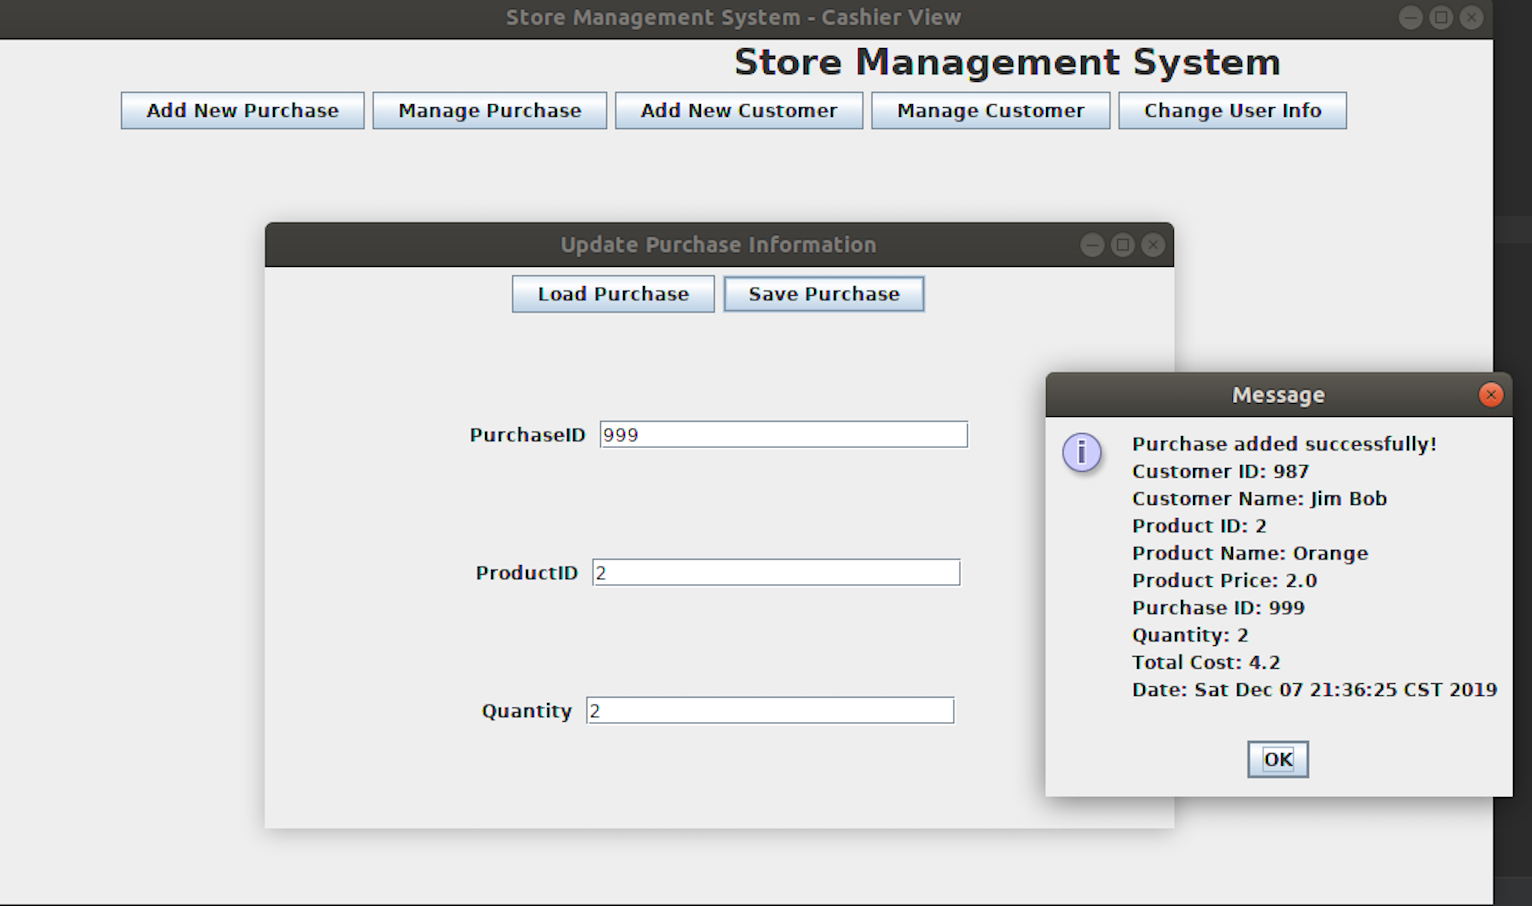 Store Management System - Cashier View
Store Management System
Add New Purchase Manage Purchase Add New Customer Manage Customer Change User Info
Update Purchase Information
Load Purchase Save Purchase
PurchaseID 999
ProductID 2
Quantity 2
Message
Purchase added successfully!
Customer ID: 987
Customer Name: Jim Bob
Product ID: 2
Product Name: Orange
Product Price: 2.0
Purchase ID: 999
Quantity: 2
Total Cost: 4.2
Date: Sat Dec 07 21:36:25 CST 2019
OK